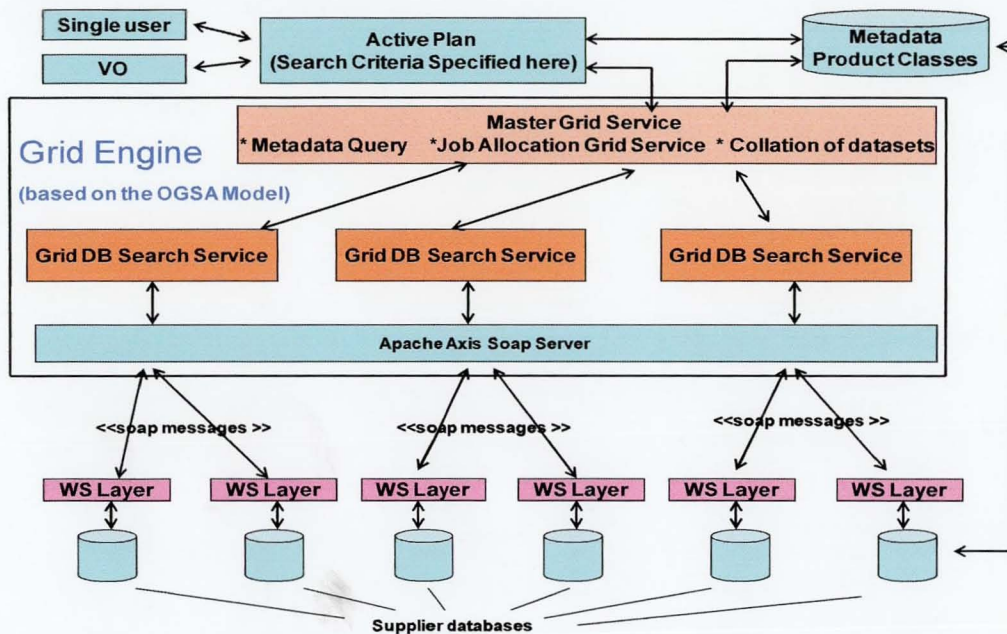 Single user
VO
Active Plan
(Search Criteria Specified here)
Metadata
Product Classes
Master Grid Service
* Metadata Query *Job Allocation Grid Service * Collation of datasets
Grid Engine
(based on the OGSA Model)
Grid DB Search Service
Grid DB Search Service
Grid DB Search Service
Apache Axis Soap Server
<<soap messages >>
<<soap messages >>
<<soap messages >>
WS Layer
WS Layer
WS Layer
WS Layer
WS Layer
WS Layer
Supplier databases